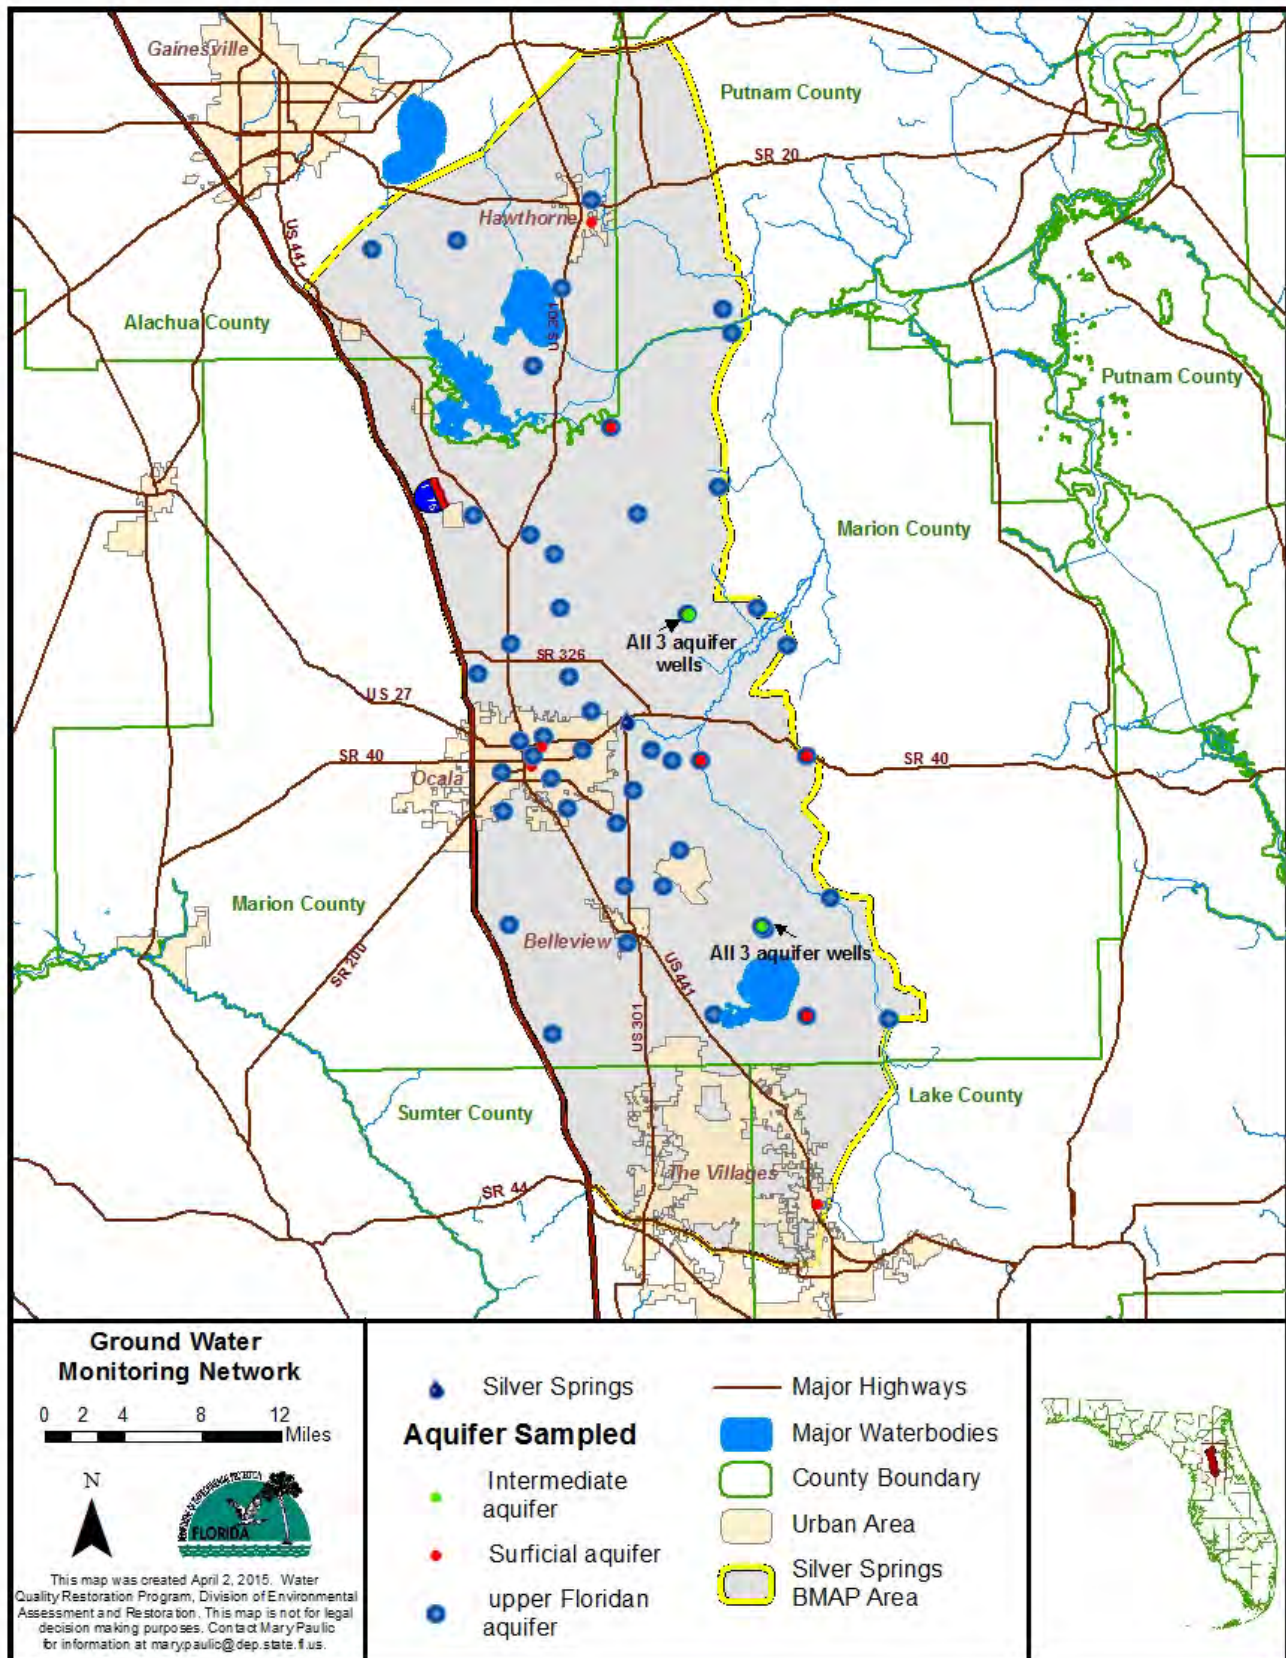 Gainesville
Putnam County
SR 20
Hawthorne
US 441
Alachua County
US 301
Putnam County
I 75
Marion County
All 3 aquifer
wells
SR 326
US 27
SR 40
SR 40
Ocala
Marion County
Belleview
All 3 aquifer wells
SR 200
US 441
US 301
Lake County
Sumter County
The Villages
SR 44
Ground Water
Monitoring Network
0 2 4 8 12
Miles
N
FLORIDA
This map was created April 2, 2015. Water
Quality Restoration Program, Division of Environmental
Assessment and Restoration. This map is not for legal
decision making purposes. Contact Mary Paulic
for information at mary.paulic@dep.state.fl.us.
Silver Springs
Aquifer Sampled
Intermediate
aquifer
Surficial aquifer
upper Floridan
aquifer
Major Highways
Major Waterbodies
County Boundary
Urban Area
Silver Springs
BMAP Area